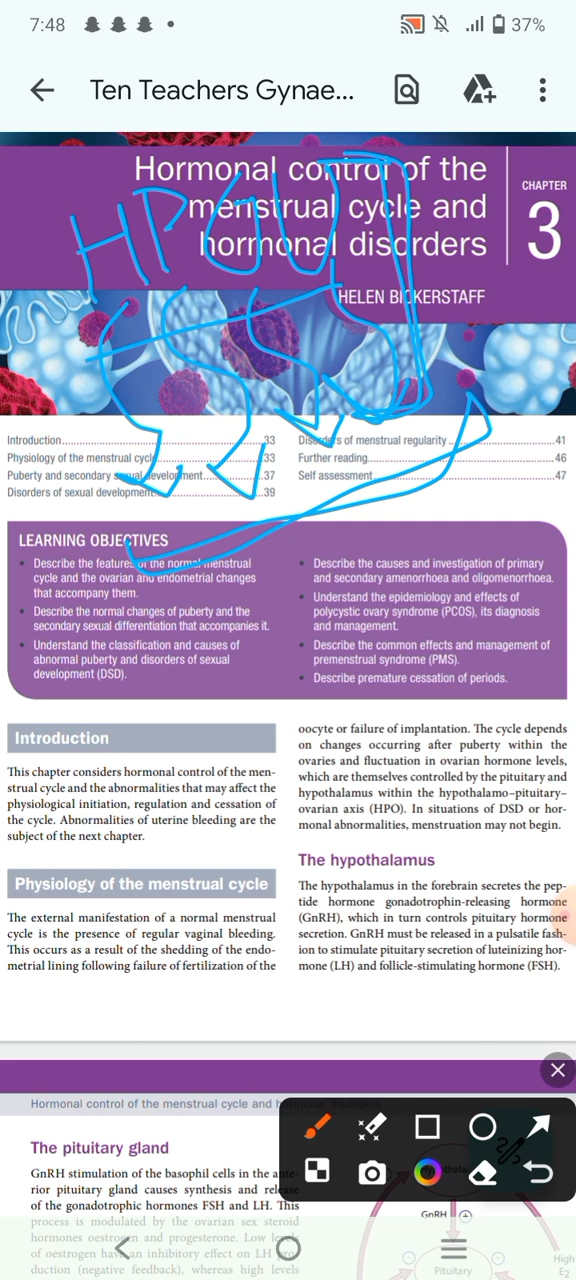 7:48
37%
Ten Teachers Gynae...
Hormonal control of the
menstrual cycle and
hormonal disorders
CHAPTER
3
HELEN BICKERSTAFF
HPOU
Introduction....33
Physiology of the menstrual cycle....33
Puberty and secondary sexual development....37
Disorders of sexual development....39
Disorders of menstrual regularity....41
Further reading....46
Self assessment....47
LEARNING OBJECTIVES
• Describe the features of the normal menstrual
cycle and the ovarian and endometrial changes
that accompany them.
• Describe the normal changes of puberty and the
secondary sexual differentiation that accompanies it.
• Understand the classification and causes of
abnormal puberty and disorders of sexual
development (DSD).
• Describe the causes and investigation of primary
and secondary amenorrhoea and oligomenorrhoea.
• Understand the epidemiology and effects of
polycystic ovary syndrome (PCOS), its diagnosis
and management.
• Describe the common effects and management of
premenstrual syndrome (PMS).
• Describe premature cessation of periods.
Introduction
This chapter considers hormonal control of the men-
strual cycle and the abnormalities that may affect the
physiological initiation, regulation and cessation of
the cycle. Abnormalities of uterine bleeding are the
subject of the next chapter.
Physiology of the menstrual cycle
The external manifestation of a normal menstrual
cycle is the presence of regular vaginal bleeding.
This occurs as a result of the shedding of the endo-
metrial lining following failure of fertilization of the
oocyte or failure of implantation. The cycle depends
on changes occurring after puberty within the
ovaries and fluctuation in ovarian hormone levels,
which are themselves controlled by the pituitary and
hypothalamus within the hypothalamo–pituitary–
ovarian axis (HPO). In situations of DSD or hor-
monal abnormalities, menstruation may not begin.
The hypothalamus
The hypothalamus in the forebrain secretes the pep-
tide hormone gonadotrophin-releasing hormone
(GnRH), which in turn controls pituitary hormone
secretion. GnRH must be released in a pulsatile fash-
ion to stimulate pituitary secretion of luteinizing hor-
mone (LH) and follicle-stimulating hormone (FSH).
Hormonal control of the menstrual cycle and hormonal disorders
The pituitary gland
GnRH stimulation of the basophil cells in the ante-
rior pituitary gland causes synthesis and release
of the gonadotrophic hormones FSH and LH. This
process is modulated by the ovarian sex steroid
hormones oestrogen and progesterone. Low levels
of oestrogen have an inhibitory effect on LH pro-
duction (negative feedback), whereas high levels
GnRH
Pituitary
High
E₂